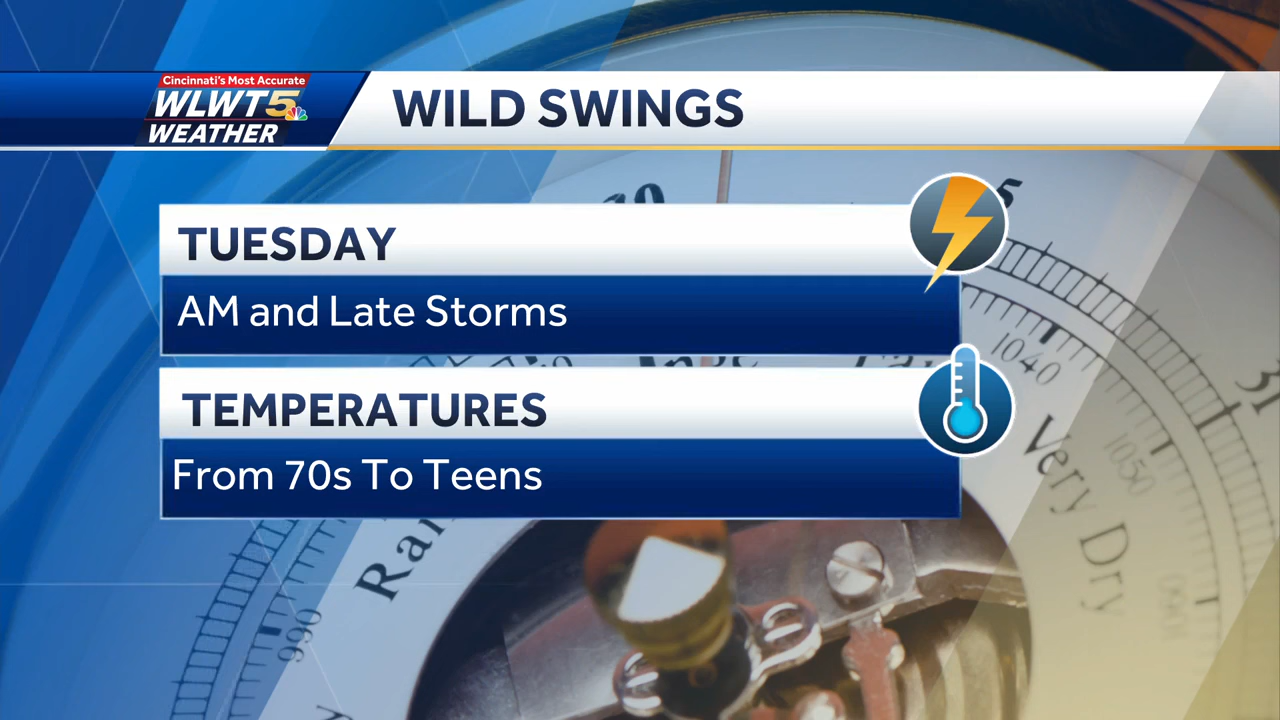 Cincinnati's Most Accurate
WLWT5
WEATHER
WILD SWINGS
TUESDAY
AM and Late Storms
TEMPERATURES
From 70s To Teens
1040
1050
Very Dry
31
990